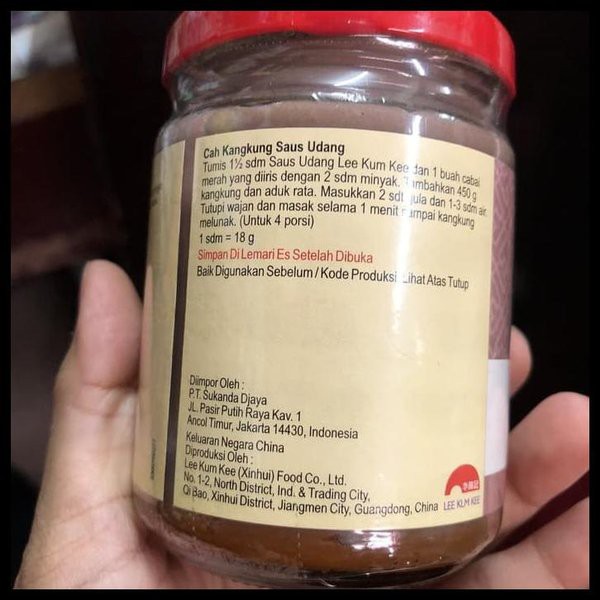 Cah Kangkung Saus Udang
Tumis 1½ sdm Saus Udang Lee Kum Kee dan 1 buah cabai
merah yang diiris dengan 2 sdm minyak. Tambahkan 450 g
kangkung dan aduk rata. Masukkan 2 sdt gula dan 1-3 sdm air.
Tutupi wajan dan masak selama 1 menit sampai kangkung
melunak. (Untuk 4 porsi)
1 sdm = 18 g
Simpan Di Lemari Es Setelah Dibuka
Baik Digunakan Sebelum / Kode Produksi Lihat Atas Tutup
Diimpor Oleh :
P.T. Sukanda Djaya
JL. Pasir Putih Raya Kav. 1
Ancol Timur, Jakarta 14430, Indonesia
Keluaran Negara China
Diproduksi Oleh :
Lee Kum Kee (Xinhui) Food Co., Ltd.
No. 1-2, North District, Ind. & Trading City,
Qi Bao, Xinhui District, Jiangmen City, Guangdong, China
李錦記
LEE KUM KEE